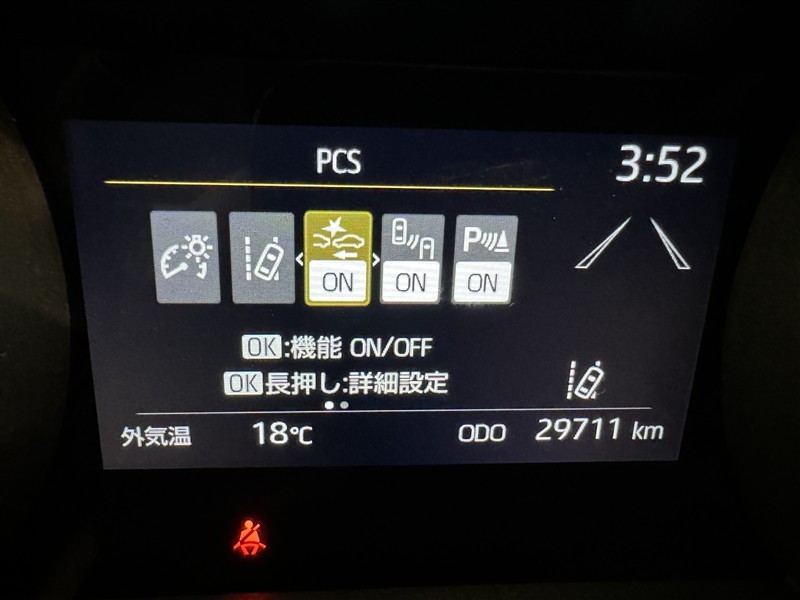 PCS
3:52
ON ON P ON
OK:機能 ON/OFF
OK長押し:詳細設定
外気温 18℃ ODO 29711 km